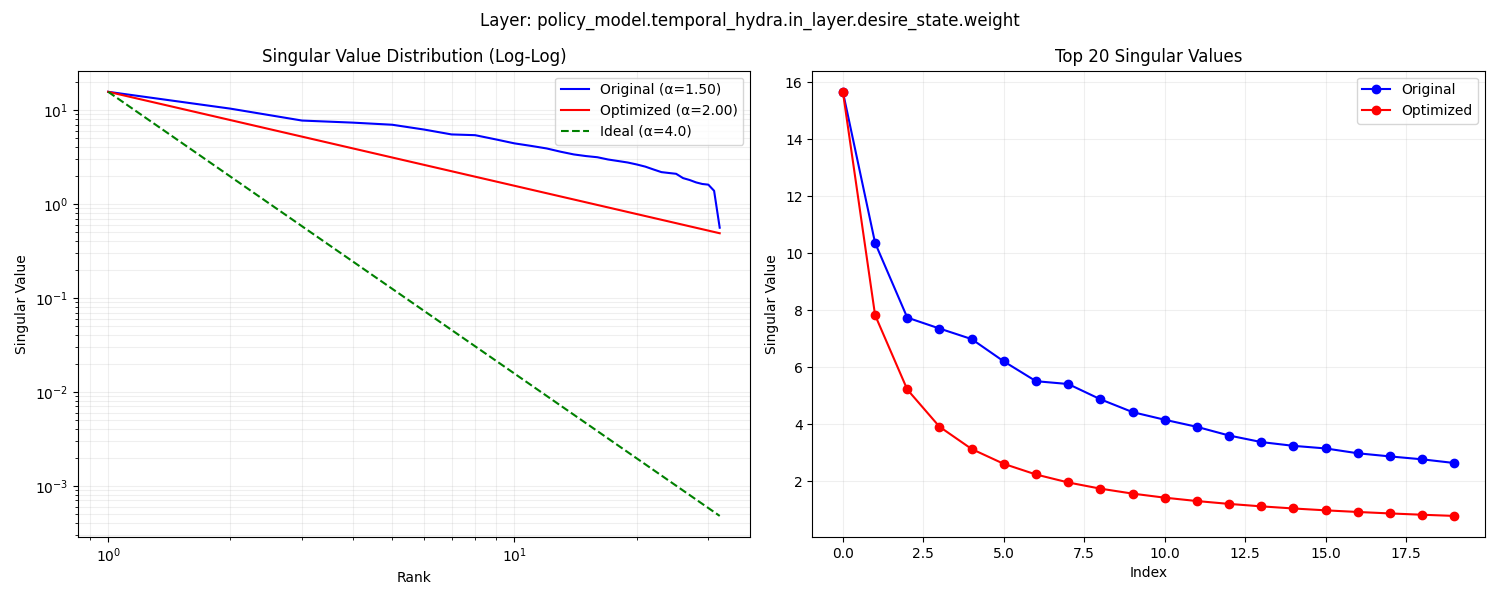 Layer: policy_model.temporal_hydra.in_layer.desire_state.weight
Singular Value Distribution (Log-Log)
Original (α=1.50)
Optimized (α=2.00)
Ideal (α=4.0)
Singular Value
10¹
10⁰
10⁻¹
10⁻²
10⁻³
10⁰
10¹
Rank
Top 20 Singular Values
Original
Optimized
Singular Value
16
14
12
10
8
6
4
2
0.0
2.5
5.0
7.5
10.0
12.5
15.0
17.5
Index